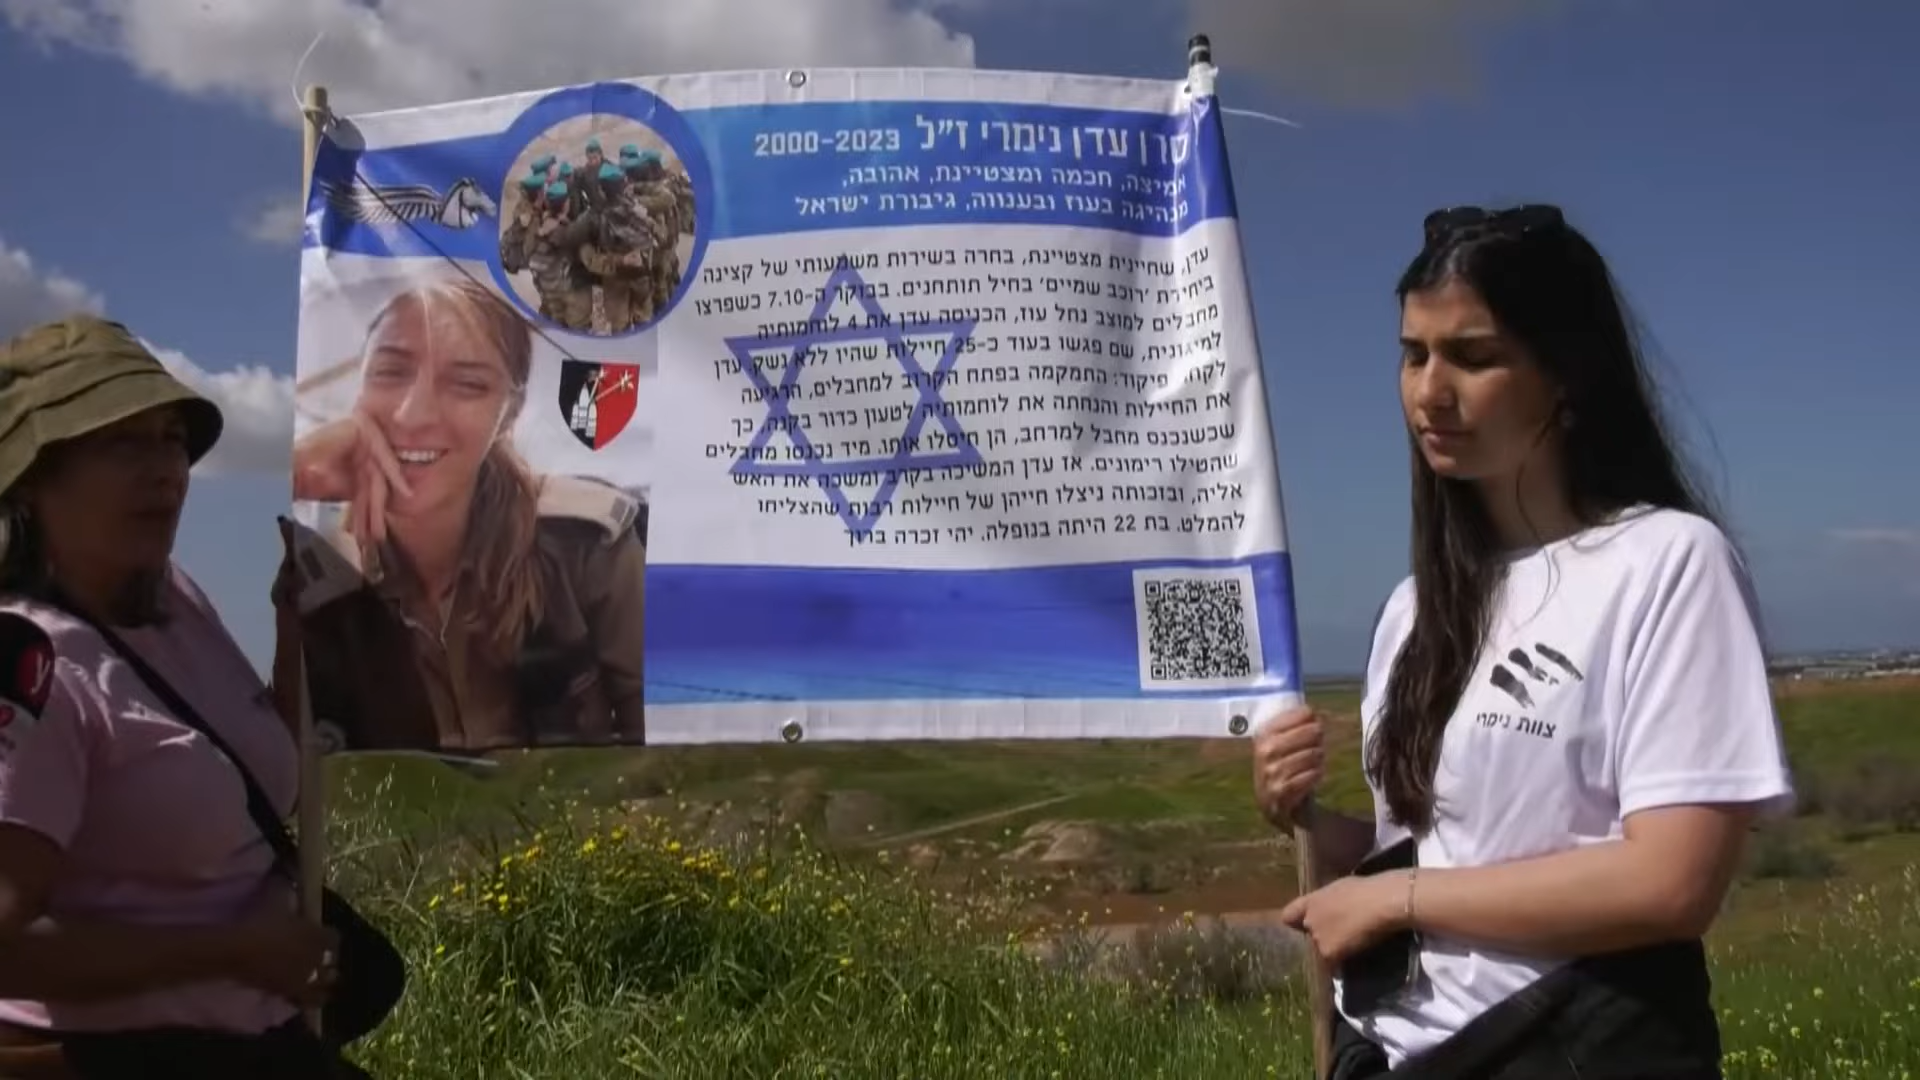 סרן עדן נימרי ז"ל 2000-2023
אמיצה, חכמה ומצטיינת, אהובה,
מנהיגה בעוז ובענווה, גיבורת ישראל
עדן, שחיינית מצטיינת, בחרה בשירות משמעותי של קצינה
ביחידת 'רוכב שמיים' בחיל תותחנים. בבוקר ה-7.10 כשפרצו
מחבלים למוצב נחל עוז, הכניסה עדן את 4 לוחמותיה
למיגונית, שם פגשו בעוד כ-25 חיילות שהיו ללא נשק. עדן
לקחה פיקוד: התמקמה בפתח הקרוב למחבלים, הרגיעה
את החיילות והנחתה את לוחמותיה לטעון כדור בקנה, כך
שכשנכנס מחבל למרחב, הן חיסלו אותו. מיד נכנסו מחבלים
שהטילו רימונים. אז עדן המשיכה בקרב ומשכה את האש
אליה, ובזכותה ניצלו חייהן של חיילות רבות שהצליחו
להמלט. בת 22 היתה בנופלה. יהי זכרה ברוך
צוות נימרי